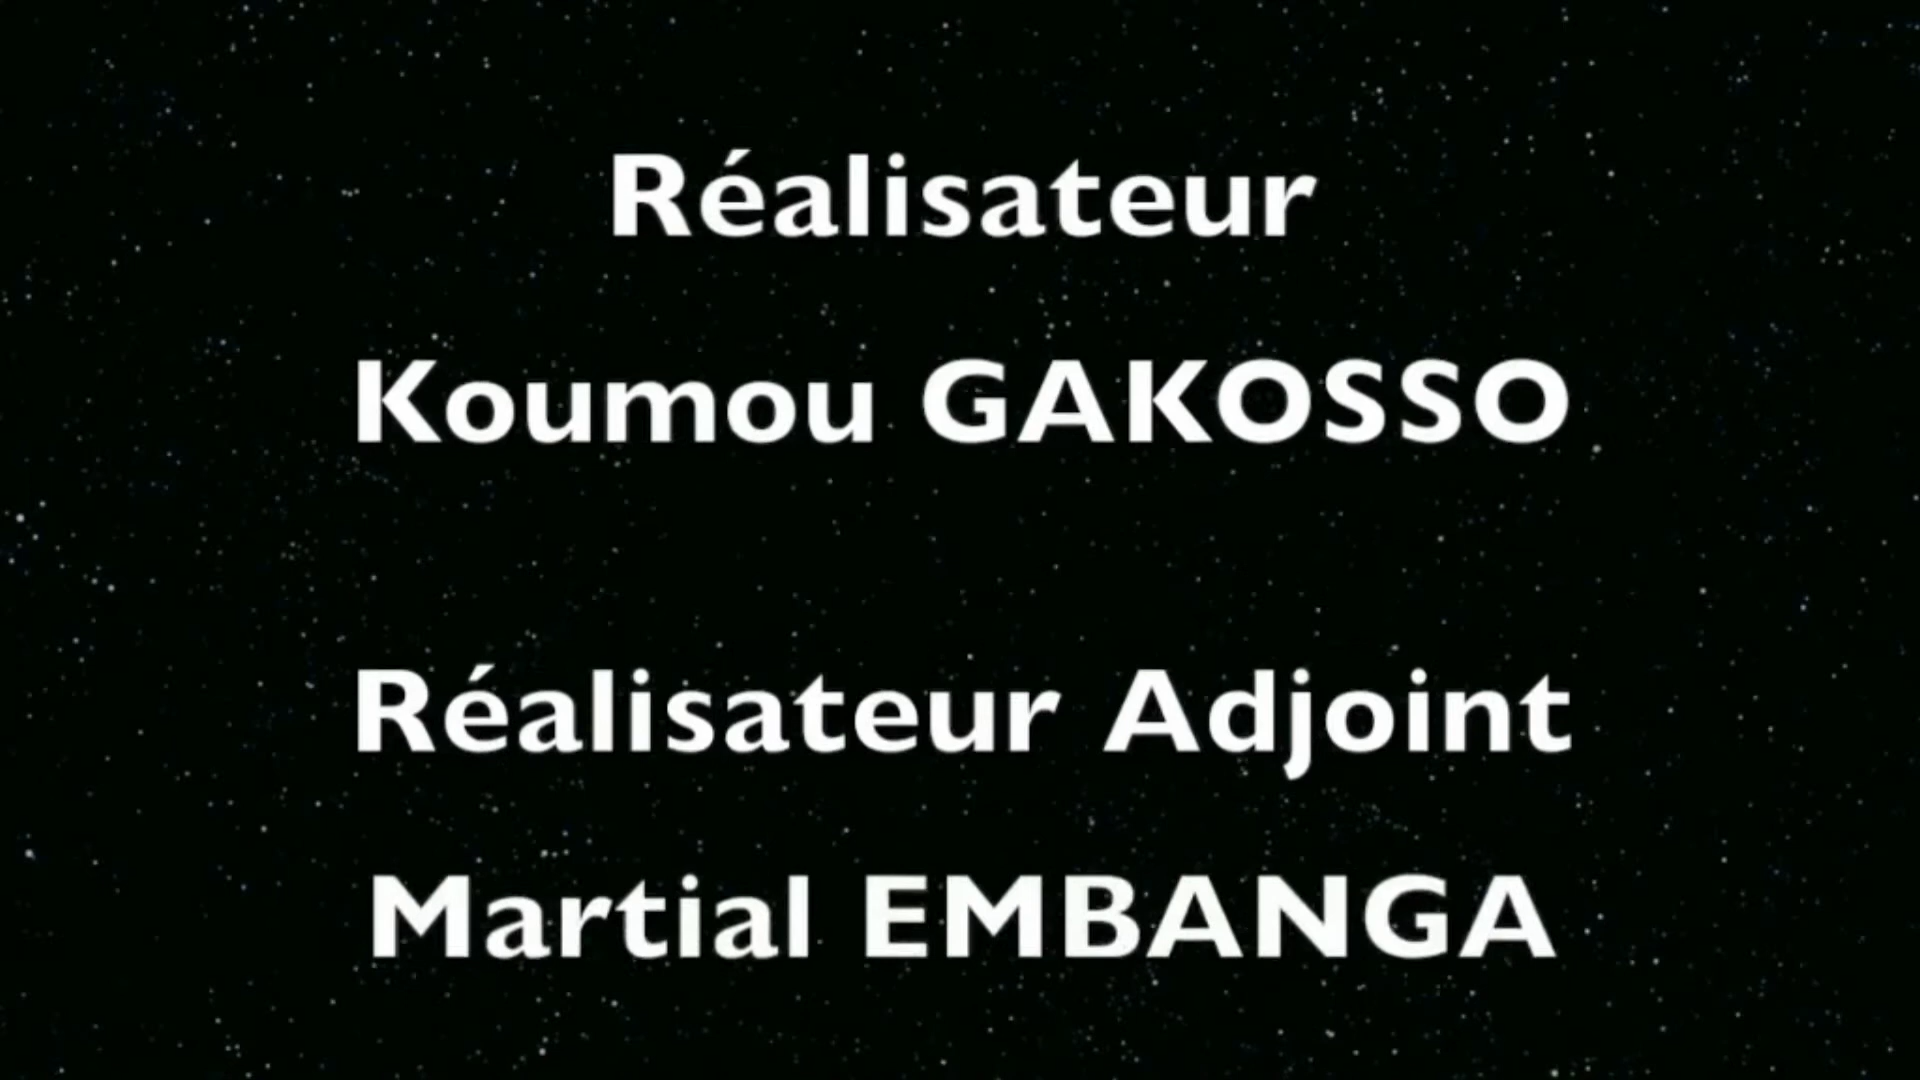 Réalisateur
Koumou GAKOSSO
Réalisateur Adjoint
Martial EMBANGA